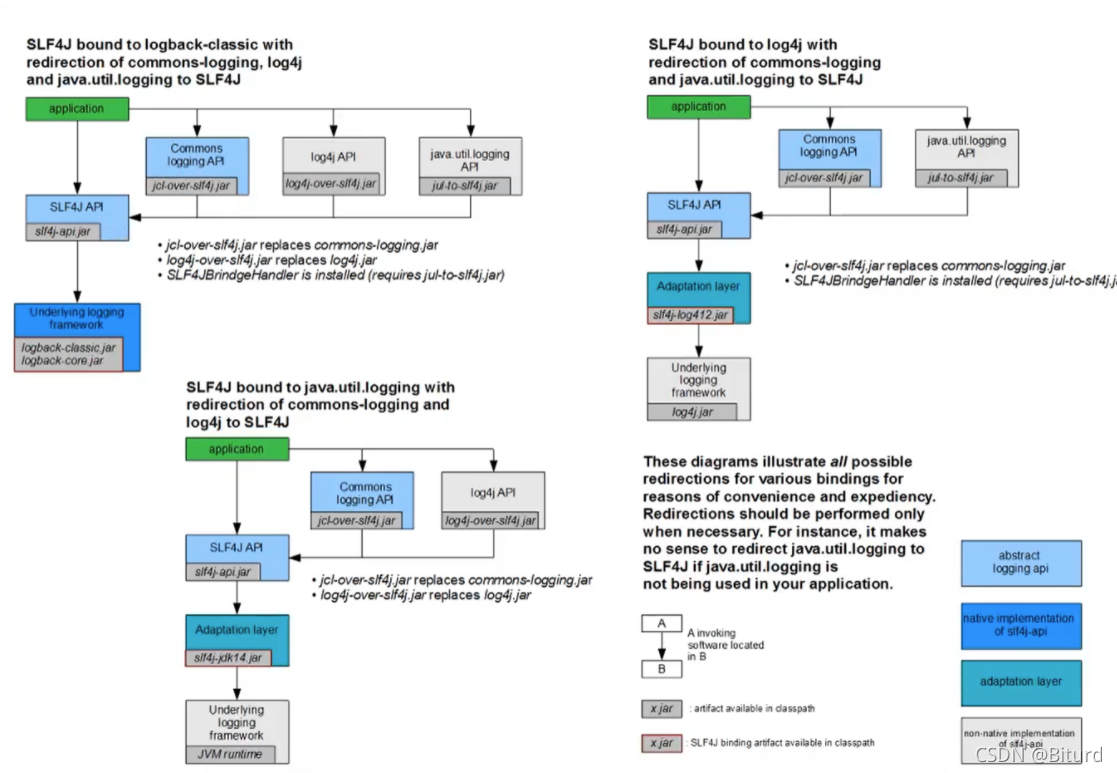 SLF4J bound to logback-classic with
redirection of commons-logging, log4j
and java.util.logging to SLF4J
application
Commons
logging API
jcl-over-slf4j.jar
log4j API
log4j-over-slf4j.jar
java.util.logging
API
jul-to-slf4j.jar
SLF4J API
slf4j-api.jar
• jcl-over-slf4j.jar replaces commons-logging.jar
• log4j-over-slf4j.jar replaces log4j.jar
• SLF4JBrindgeHandler is installed (requires jul-to-slf4j.jar)
Underlying logging
framework
logback-classic.jar
logback-core.jar
SLF4J bound to log4j with
redirection of commons-logging
and java.util.logging to SLF4J
application
Commons
logging API
jcl-over-slf4j.jar
java.util.logging
API
jul-to-slf4j.jar
SLF4J API
slf4j-api.jar
• jcl-over-slf4j.jar replaces commons-logging.jar
• SLF4JBrindgeHandler is installed (requires jul-to-slf4j.j
Adaptation layer
slf4j-log412.jar
Underlying
logging
framework
log4j.jar
SLF4J bound to java.util.logging with
redirection of commons-logging and
log4j to SLF4J
application
Commons
logging API
jcl-over-slf4j.jar
log4j API
log4j-over-slf4j.jar
SLF4J API
slf4j-api.jar
• jcl-over-slf4j.jar replaces commons-logging.jar
• log4j-over-slf4j.jar replaces log4j.jar
Adaptation layer
slf4j-jdk14.jar
Underlying
logging
framework
JVM runtime
These diagrams illustrate all possible
redirections for various bindings for
reasons of convenience and expediency.
Redirections should be performed only
when necessary. For instance, it makes
no sense to redirect java.util.logging to
SLF4J if java.util.logging is
not being used in your application.
A
B
A invoking
software located
in B
x.jar : artifact available in classpath
x.jar : SLF4J binding artifact available in classpath
abstract
logging api
native implementation
of slf4j-api
adaptation layer
non-native implementation
of slf4j-api
CSDN @Biturd